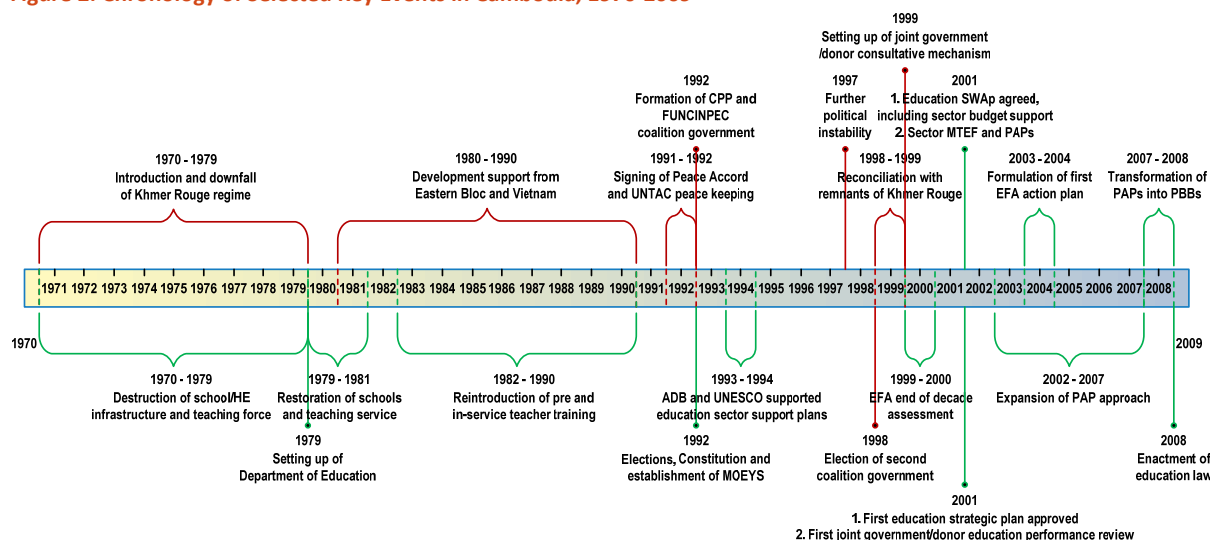 Figure Chronology of Selected Key Events in Cambodia, 1970-2009
1999
Setting up of joint government
/donor consultative mechanism
1992
Formation of CPP and
FUNCINPEC
coalition government
1997
Further
political
instability
2001
1. Education SWAp agreed,
including sector budget support
2. Sector MTEF and PAPs
1970 - 1979
Introduction and downfall
of Khmer Rouge regime
1980 - 1990
Development support from
Eastern Bloc and Vietnam
1991 - 1992
Signing of Peace Accord
and UNTAC peace keeping
1998 - 1999
Reconciliation with
remnants of Khmer Rouge
2003 - 2004
Formulation of first
EFA action plan
2007 - 2008
Transformation of
PAPs into PBBs
1971 1972 1973 1974 1975 1976 1977 1978 1979 1980 1981 1982 1983 1984 1985 1986 1987 1988 1989 1990 1991 1992 1993 1994 1995 1996 1997 1998 1999 2000 2001 2002 2003 2004 2005 2006 2007 2008
1970
2009
1970 - 1979
Destruction of school/HE
infrastructure and teaching force
1979 - 1981
Restoration of schools
and teaching service
1982 - 1990
Reintroduction of pre and
in-service teacher training
1993 - 1994
ADB and UNESCO supported
education sector support plans
1999 - 2000
EFA end of decade
assessment
2002 - 2007
Expansion of PAP approach
1979
Setting up of
Department of Education
1992
Elections, Constitution and
establishment of MOEYS
1998
Election of second
coalition government
2008
Enactment of
education law
2001
1. First education strategic plan approved
2. First joint government/donor education performance review